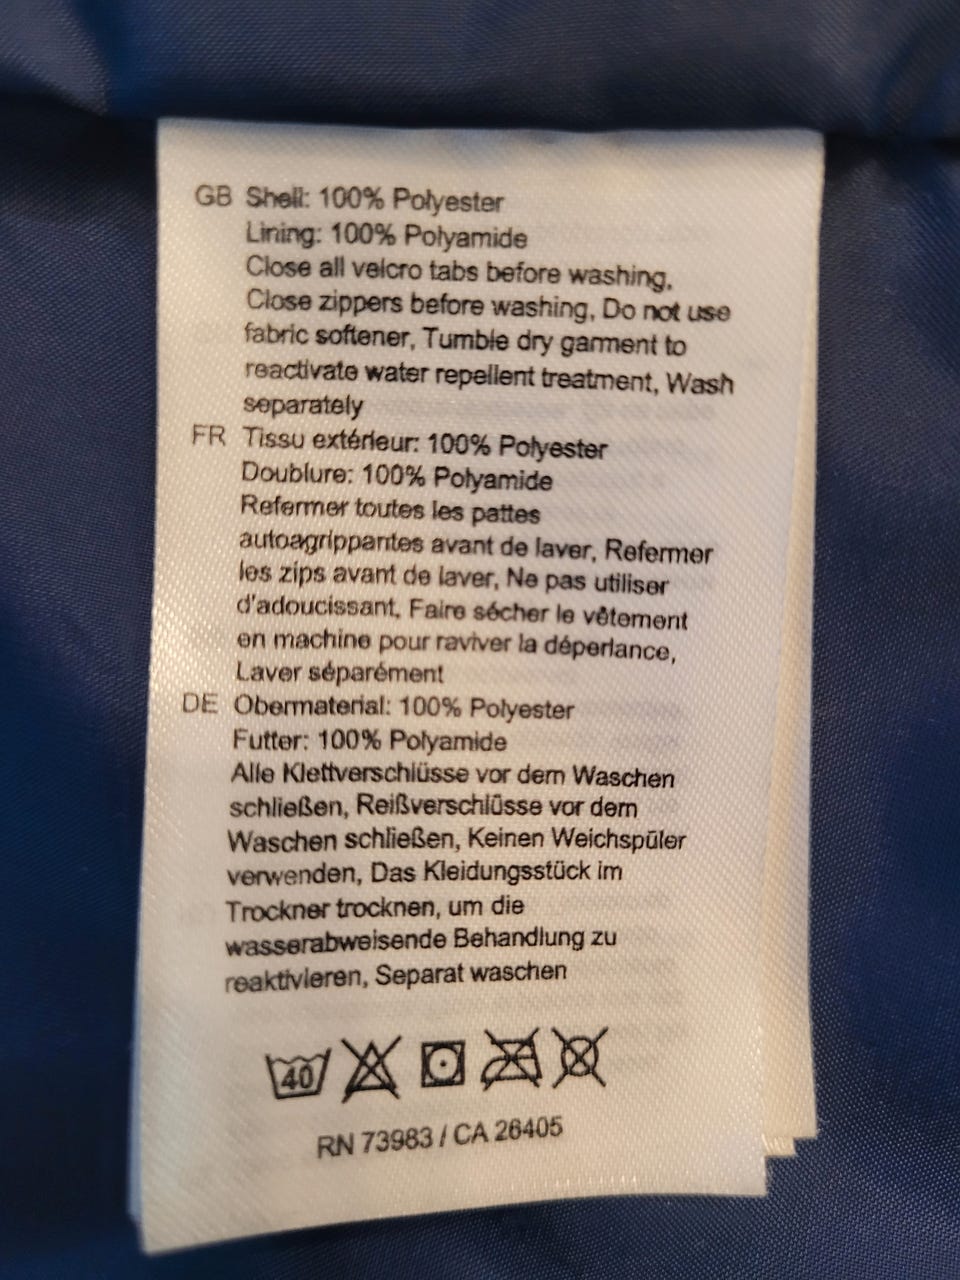 GB Shell: 100% Polyester
Lining: 100% Polyamide
Close all velcro tabs before washing,
Close zippers before washing, Do not use
fabric softener, Tumble dry garment to
reactivate water repellent treatment, Wash
separately
FR Tissu extérieur: 100% Polyester
Doublure: 100% Polyamide
Refermer toutes les pattes
autoagrippantes avant de laver, Refermer
les zips avant de laver, Ne pas utiliser
d'adoucissant, Faire sécher le vêtement
en machine pour raviver la déperlance,
Laver séparément
DE Obermaterial: 100% Polyester
Futter: 100% Polyamide
Alle Klettverschlüsse vor dem Waschen
schließen, Reißverschlüsse vor dem
Waschen schließen, Keinen Weichspüler
verwenden, Das Kleidungsstück im
Trockner trocknen, um die
wasserabweisende Behandlung zu
reaktivieren, Separat waschen
40
RN 73983 / CA 26405